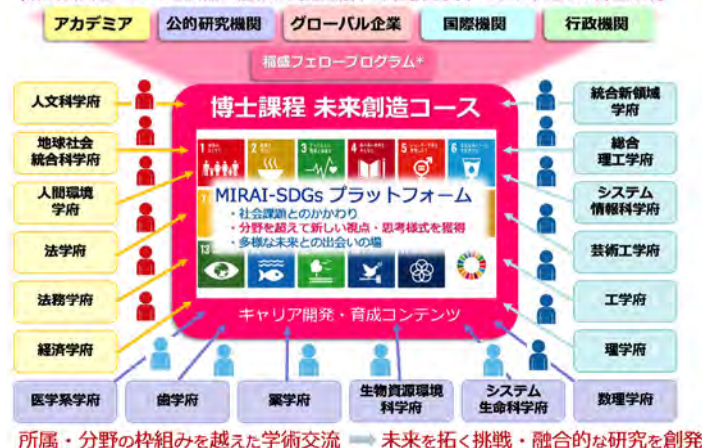 アカデミア
公的研究機関
グローバル企業
国際機関
行政機関
福盛フェロープログラム*
博士課程 未来創造コース
人文科学府
地球社会
統合科学府
人間環境
学府
法学府
法務学府
経済学府
統合新領域
学府
総合
理工学府
システム
情報科学府
芸術工学府
工学府
理学府
1
2
3
4
5
6
MIRAI-SDGs プラットフォーム
・社会課題とのかかわり
・分野を超えて新しい視点・思考様式を獲得
・多様な未来との出会いの場
13
キャリア開発・育成コンテンツ
医学系学府
歯学府
薬学府
生物資源環境
科学府
システム
生命科学府
数理学府
所属・分野の枠組みを越えた学術交流 ➡ 未来を拓く挑戦・融合的な研究を創発